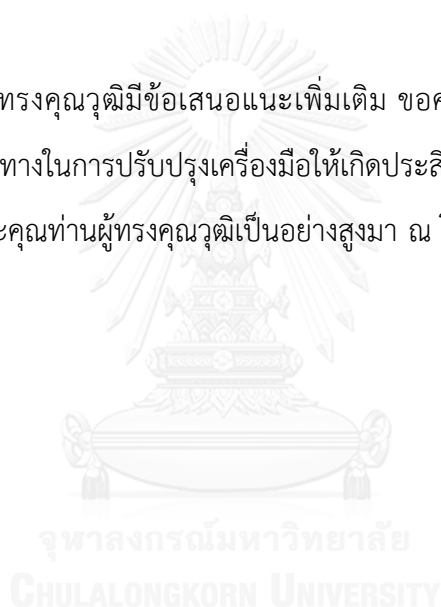 ทรงคุณวุฒิมีข้อเสนอแนะเพิ่มเติม ขอค
ทางในการปรับปรุงเครื่องมือให้เกิดประสิ
ะคุณท่านผู้ทรงคุณวุฒิเป็นอย่างสูงมา ณ
จุฬาลงกรณ์มหาวิทยาลัย
CHULALONGKORN UNIVERSITY